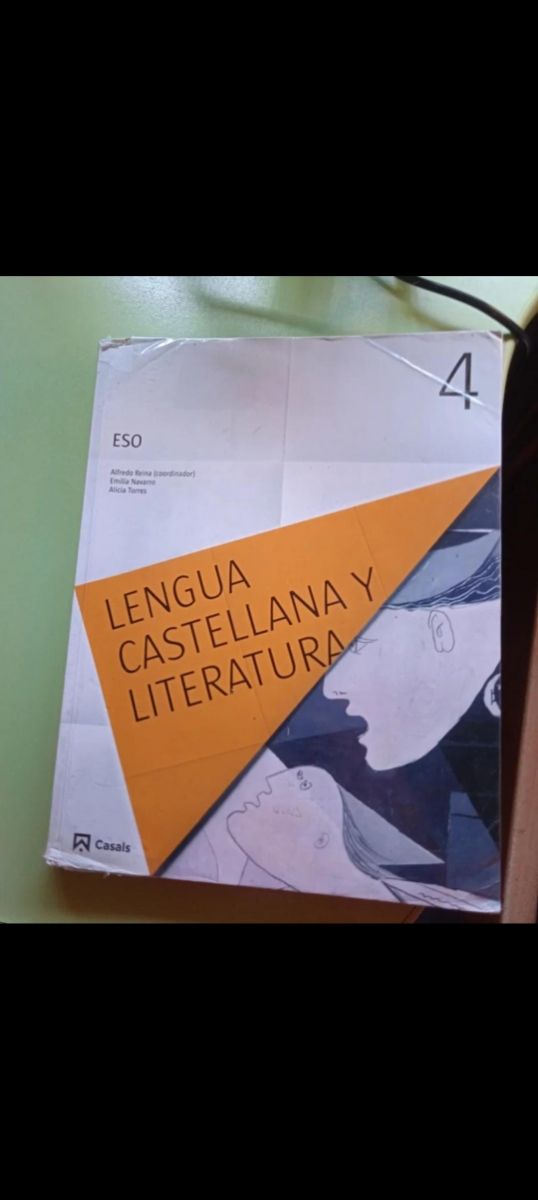 4
ESO
Alfredo Reina (coordinador)
Emilia Navarro
Alicia Torres
LENGUA
CASTELLANA Y
LITERATURA
Casals